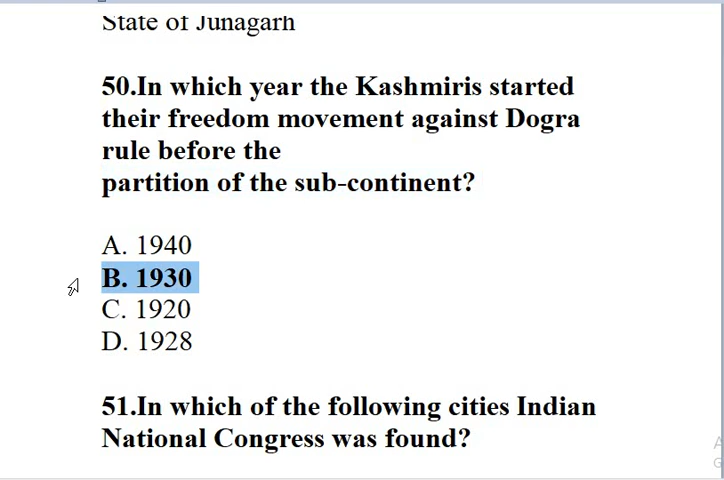 State of Junagarh
50.In which year the Kashmiris started
their freedom movement against Dogra
rule before the
partition of the sub-continent?
A. 1940
B. 1930
C. 1920
D. 1928
51.In which of the following cities Indian
National Congress was found?